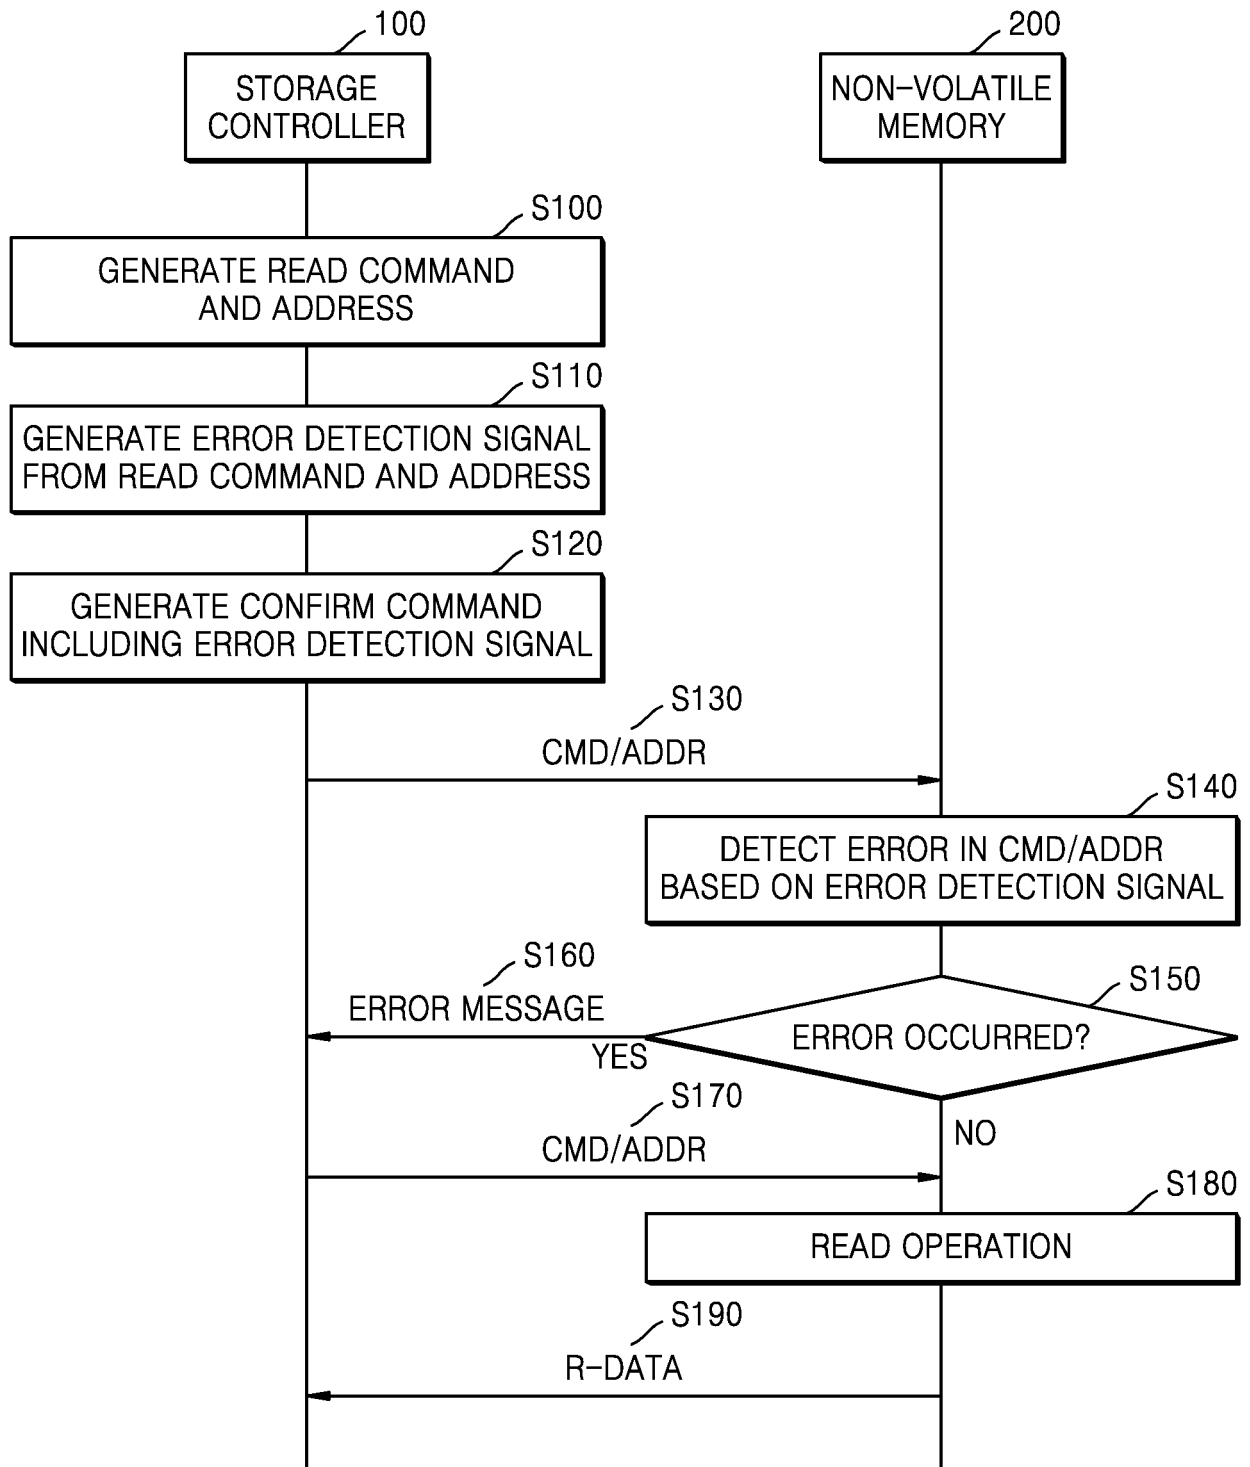 100
STORAGE
CONTROLLER
200
NON-VOLATILE
MEMORY
S100
GENERATE READ COMMAND
AND ADDRESS
S110
GENERATE ERROR DETECTION SIGNAL
FROM READ COMMAND AND ADDRESS
S120
GENERATE CONFIRM COMMAND
INCLUDING ERROR DETECTION SIGNAL
S130
CMD/ADDR
S140
DETECT ERROR IN CMD/ADDR
BASED ON ERROR DETECTION SIGNAL
S150
ERROR OCCURRED?
S160
ERROR MESSAGE
YES
NO
S170
CMD/ADDR
S180
READ OPERATION
S190
R-DATA